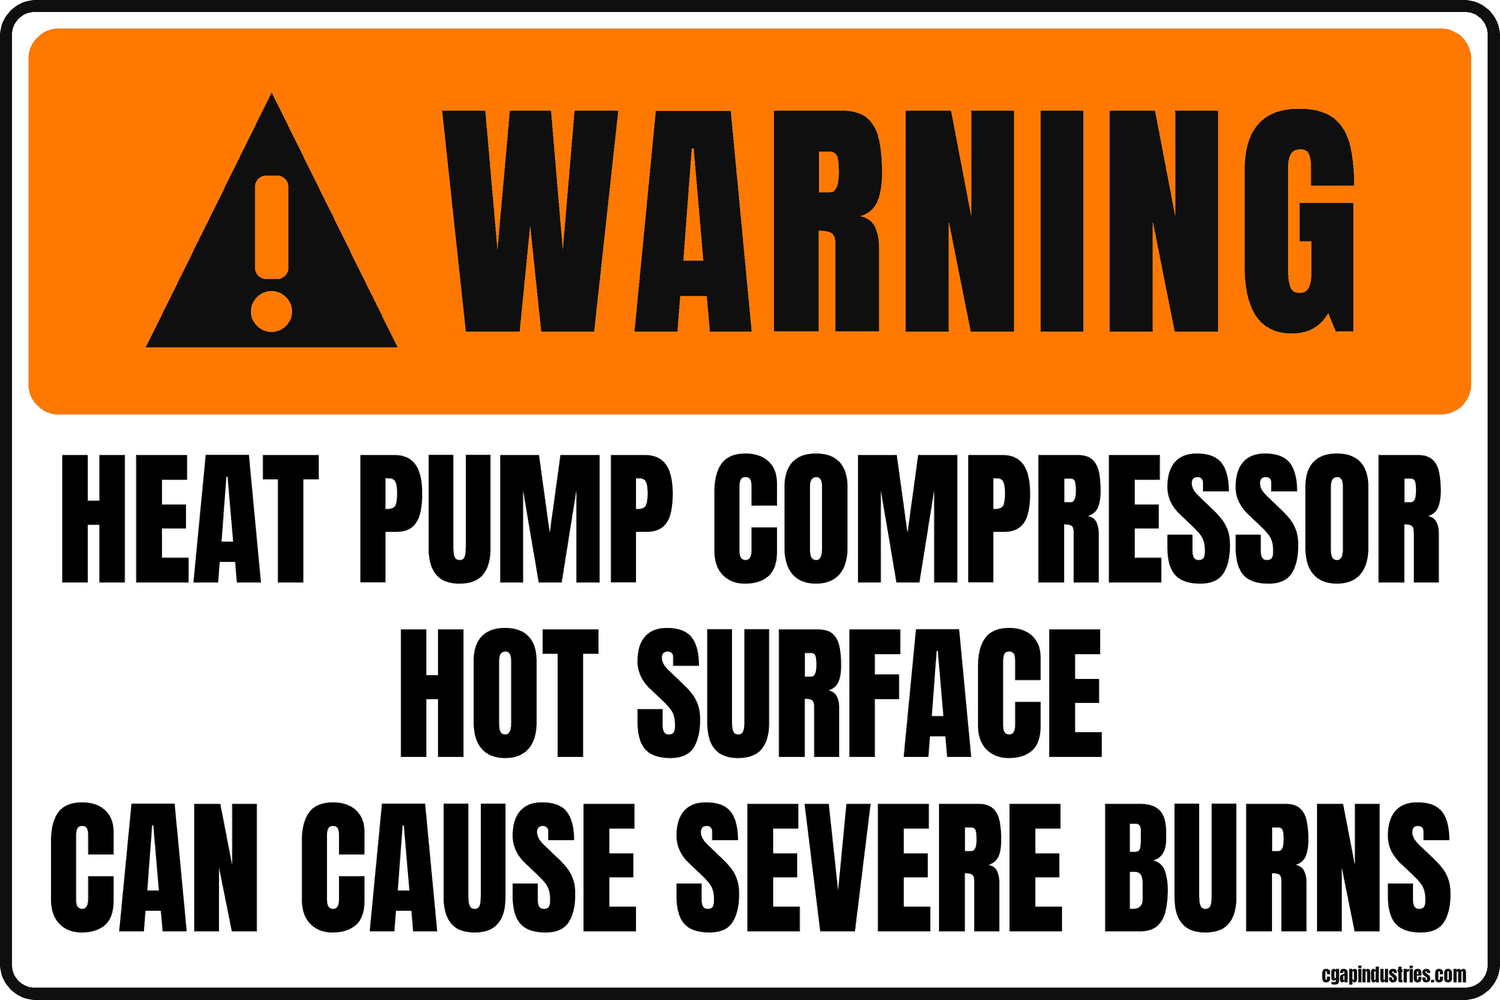 WARNING
HEAT PUMP COMPRESSOR
HOT SURFACE
CAN CAUSE SEVERE BURNS
cgapindustries.com